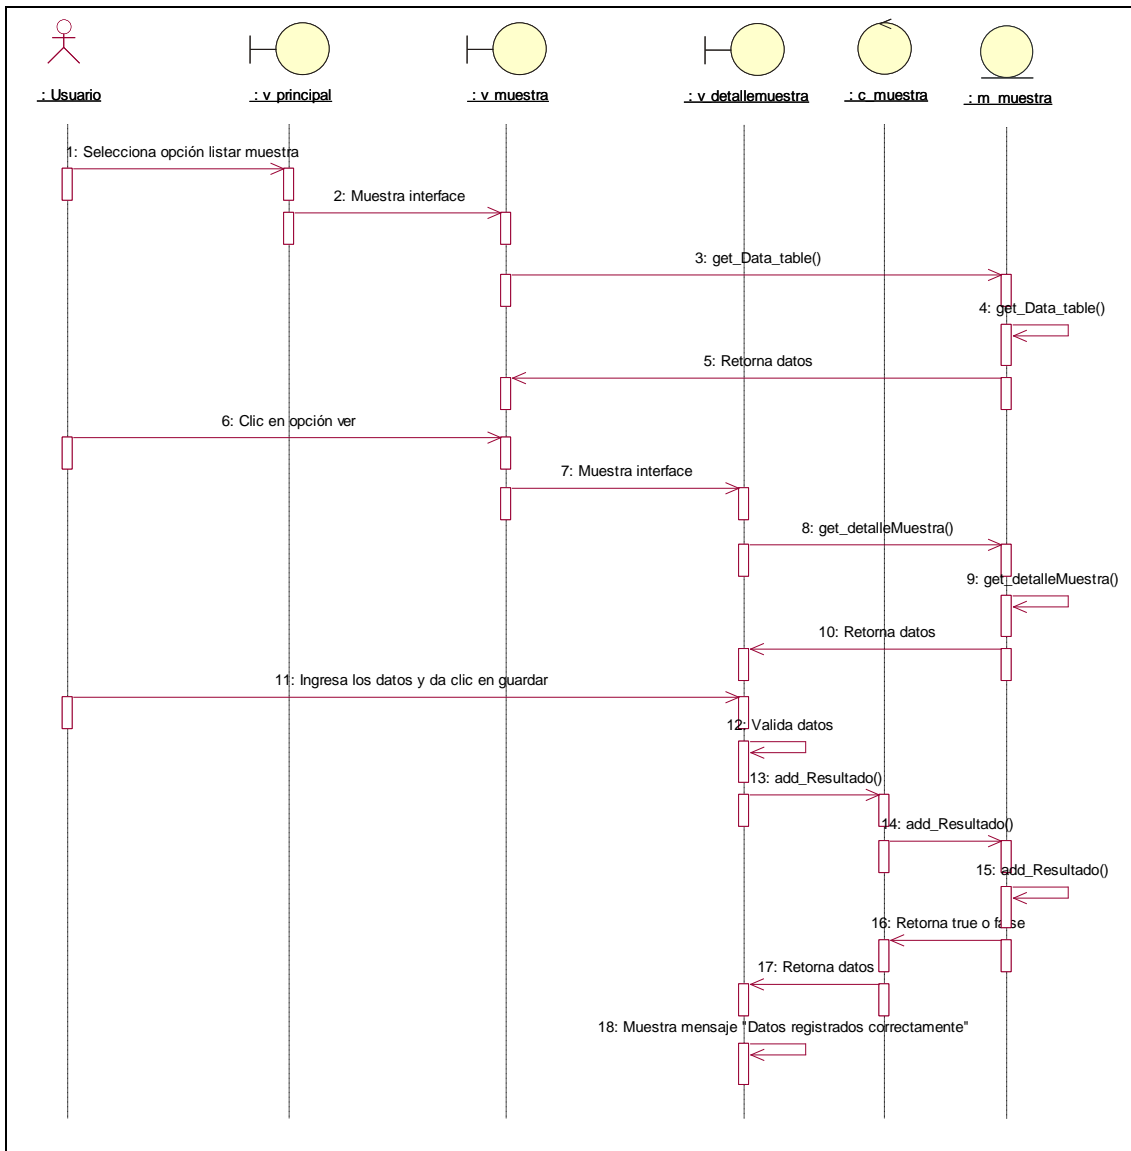 : Usuario
: v_principal
: v_muestra
: v_detallemuestra
: c_muestra
: m_muestra
1: Selecciona opción listar muestra
2: Muestra interface
3: get_Data_table()
4: get_Data_table()
5: Retorna datos
6: Clic en opción ver
7: Muestra interface
8: get_detalleMuestra()
9: get_detalleMuestra()
10: Retorna datos
11: Ingresa los datos y da clic en guardar
12: Valida datos
13: add_Resultado()
14: add_Resultado()
15: add_Resultado()
16: Retorna true o false
17: Retorna datos
18: Muestra mensaje "Datos registrados correctamente"